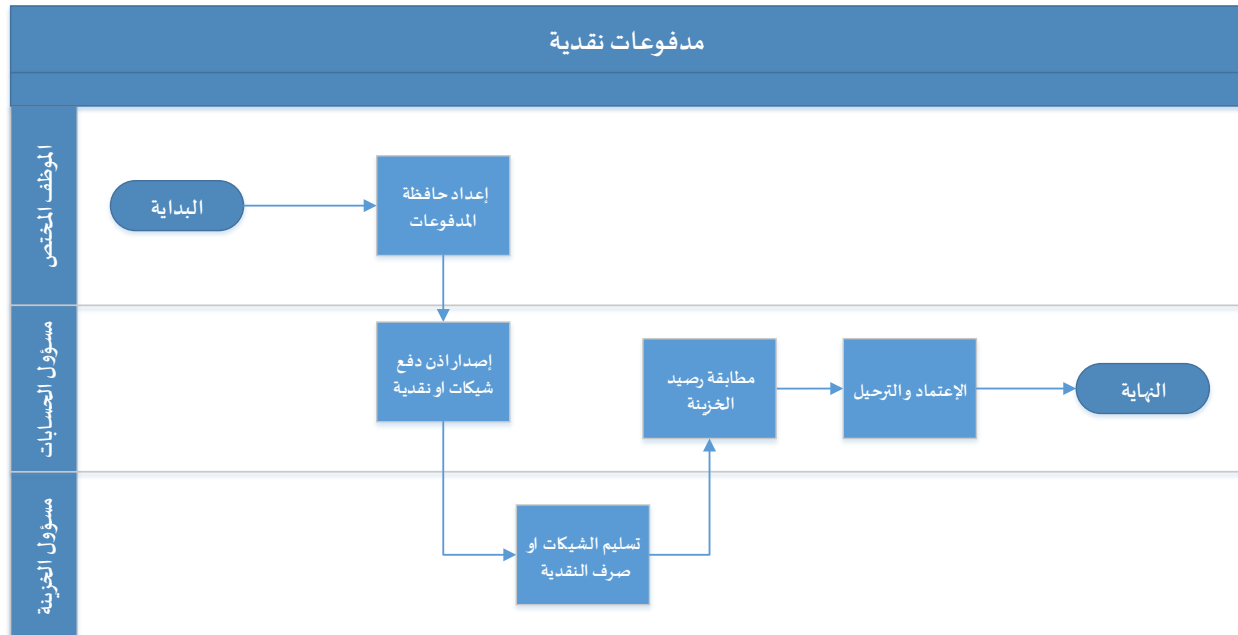 مدفوعات نقدية
الموظف المختص
البداية
إعداد حافظة
المدفوعات
مسؤول الحسابات
إصدار اذن دفع
شيكات او نقدية
مطابقة رصيد
الخزينة
الإعتماد والترحيل
النهاية
مسؤول الخزينة
تسليم الشيكات او
صرف النقدية